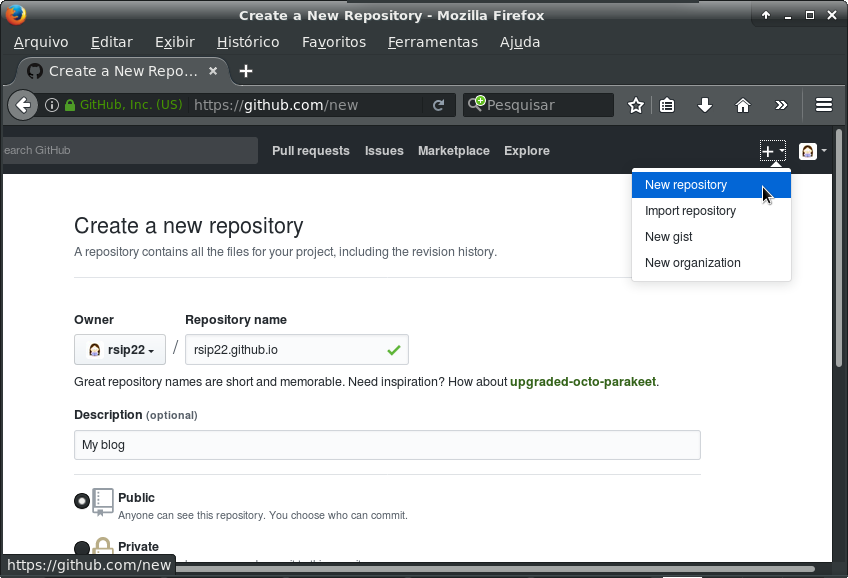 Create a New Repository - Mozilla Firefox
Arquivo Editar Exibir Histórico Favoritos Ferramentas Ajuda
Create a New Repo...
GitHub, Inc. (US) https://github.com/new Pesquisar
earch GitHub Pull requests Issues Marketplace Explore
New repository
Import repository
New gist
New organization
Create a new repository
A repository contains all the files for your project, including the revision history.
Owner Repository name
rsip22 / rsip22.github.io
Great repository names are short and memorable. Need inspiration? How about upgraded-octo-parakeet.
Description (optional)
My blog
Public
Anyone can see this repository. You choose who can commit.
Private
https://github.com/new